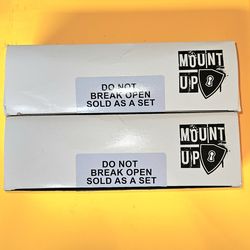 MOUNT
UP
DO NOT
BREAK OPEN
SOLD AS A SET
MOUNT
UP
DO NOT
BREAK OPEN
SOLD AS A SET